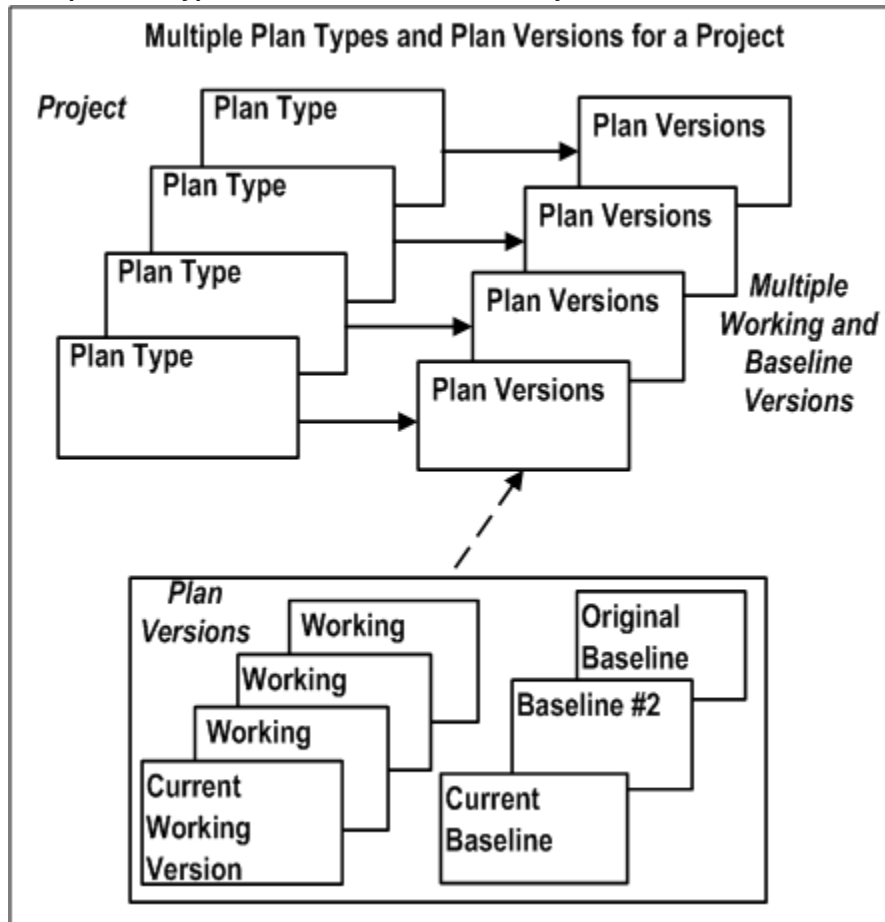 Multiple Plan Types and Plan Versions for a Project
Project
Plan Type
Plan Versions
Plan Type
Plan Versions
Plan Type
Plan Versions
Multiple
Working and
Baseline
Versions
Plan Type
Plan Versions
Plan
Versions
Working
Working
Working
Current
Working
Version
Original
Baseline
Baseline #2
Current
Baseline